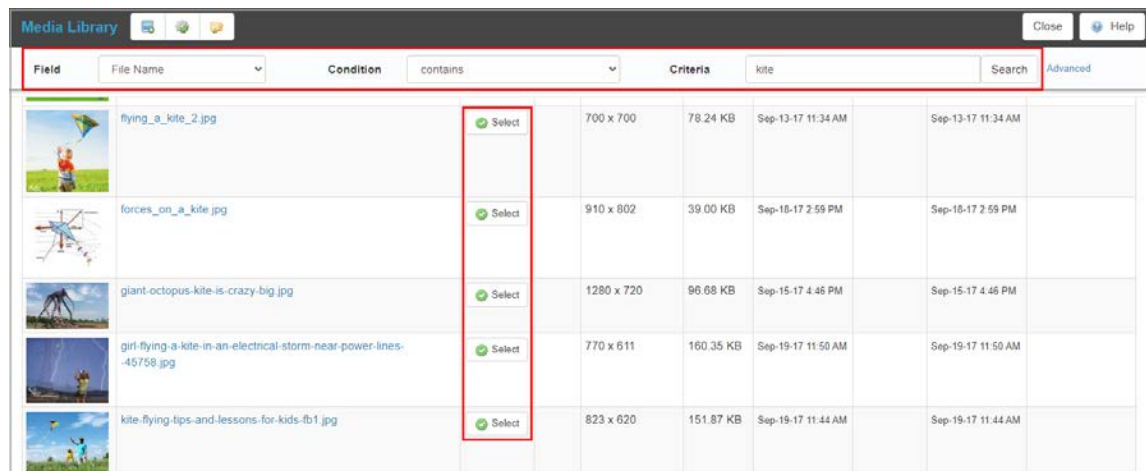 Media Library Close Help
Field File Name Condition contains Criteria kite Search Advanced
flying_a_kite_2.jpg Select 700 x 700 78.24 KB Sep-13-17 11:34 AM Sep-13-17 11:34 AM
forces_on_a_kite.jpg Select 910 x 802 39.00 KB Sep-18-17 2:59 PM Sep-18-17 2:59 PM
giant-octopus-kite-is-crazy-big.jpg Select 1280 x 720 96.68 KB Sep-15-17 4:46 PM Sep-15-17 4:46 PM
girl-flying-a-kite-in-an-electrical-storm-near-power-lines- Select 770 x 611 160.35 KB Sep-19-17 11:50 AM Sep-19-17 11:50 AM
-45758.jpg
kite-flying-tips-and-lessons-for-kids-fb1.jpg Select 823 x 620 151.87 KB Sep-19-17 11:44 AM Sep-19-17 11:44 AM